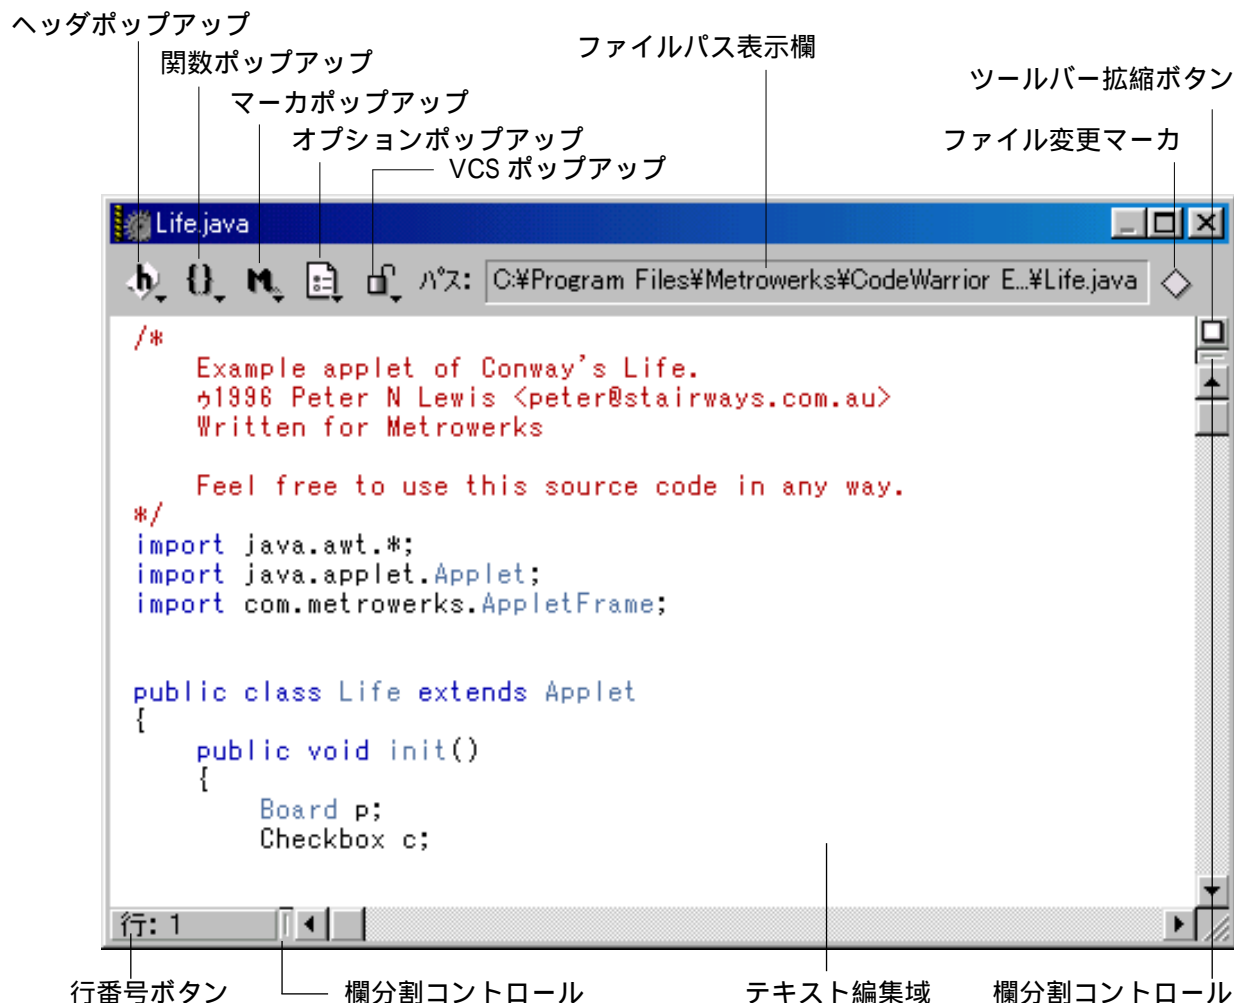 ヘッダポップアップ
関数ポップアップ
ファイルパス表示欄
ツールバー拡縮ボタン
マーカポップアップ
オプションポップアップ
ファイル変更マーカ
VCS ポップアップ
Life.java
h {} M パス: C:¥Program Files¥Metrowerks¥CodeWarrior E...¥Life.java
/*
Example applet of Conway's Life.
ゥ1996 Peter N Lewis <peter@stairways.com.au>
Written for Metrowerks
Feel free to use this source code in any way.
*/
import java.awt.*;
import java.applet.Applet;
import com.metrowerks.AppletFrame;
public class Life extends Applet
{
public void init()
{
Board p;
Checkbox c;
行: 1
行番号ボタン 欄分割コントロール テキスト編集域 欄分割コントロール